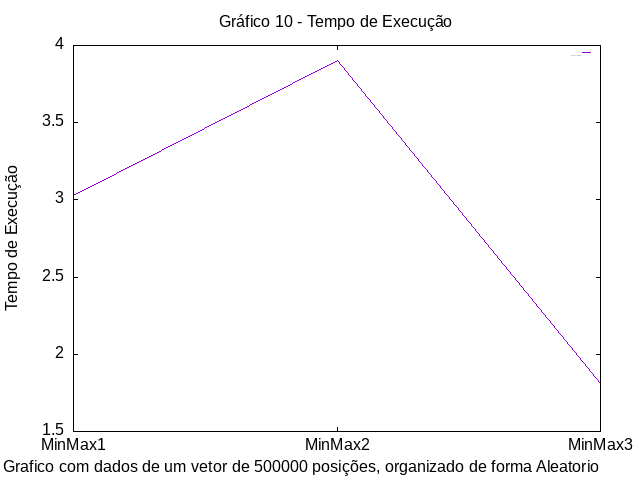 Gráfico 10 - Tempo de Execução
4
3.5
3
2.5
2
1.5
Tempo de Execução
MinMax1 MinMax2 MinMax3
Grafico com dados de um vetor de 500000 posições, organizado de forma Aleatorio